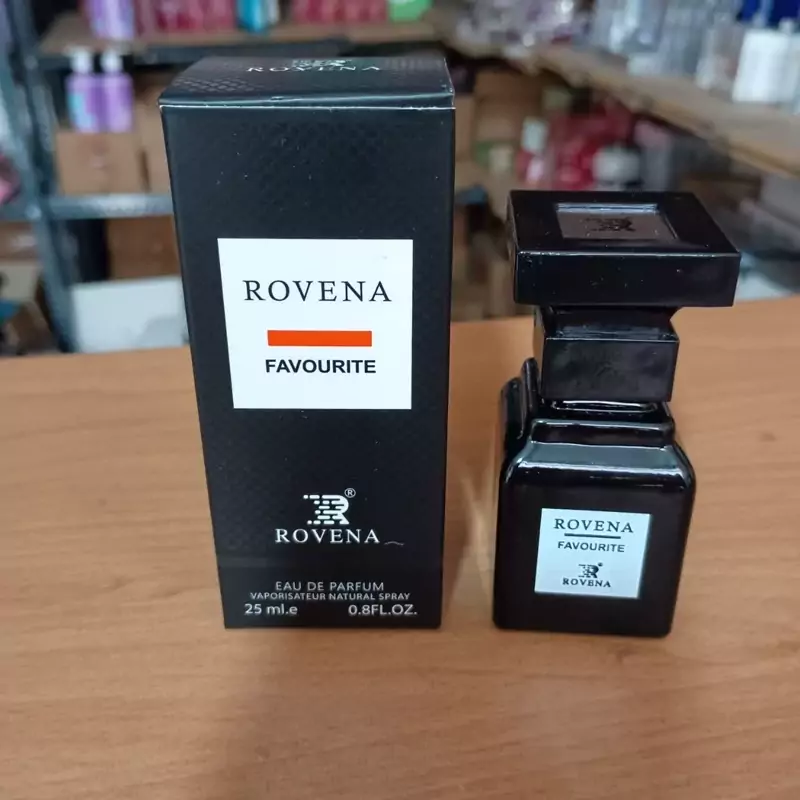 ROVENA
ROVENA
FAVOURITE
®
ROVENA
EAU DE PARFUM
VAPORISATEUR NATURAL SPRAY
25 ml.e 0.8FL.OZ.
ROVENA
FAVOURITE
®
ROVENA